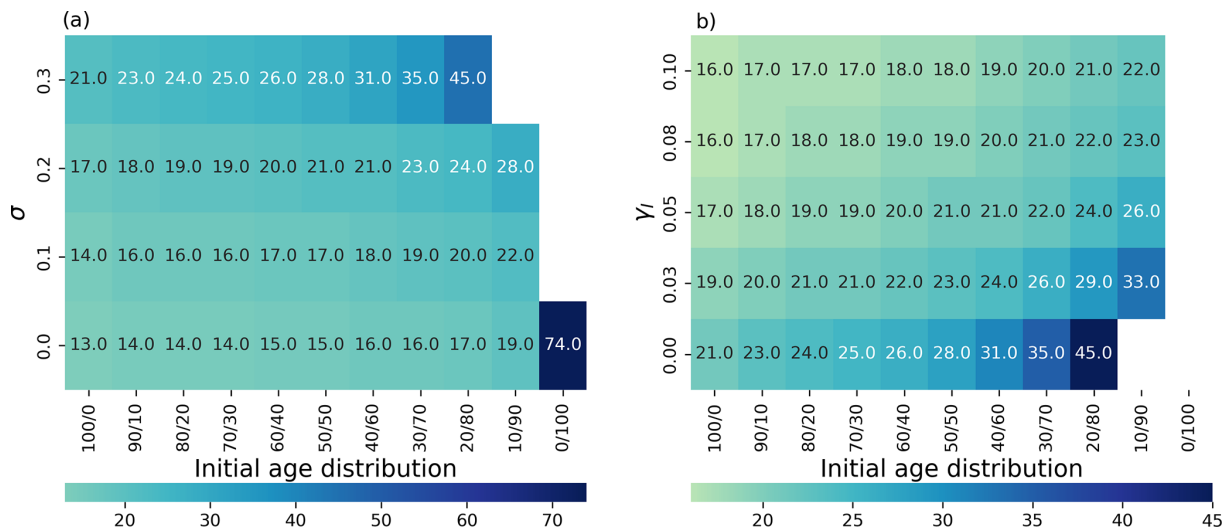 (a)
0.3 21.0 23.0 24.0 25.0 26.0 28.0 31.0 35.0 45.0
0.2 17.0 18.0 19.0 19.0 20.0 21.0 21.0 23.0 24.0 28.0
σ
0.1 14.0 16.0 16.0 16.0 17.0 17.0 18.0 19.0 20.0 22.0
0.0 13.0 14.0 14.0 14.0 15.0 15.0 16.0 16.0 17.0 19.0 74.0
100/0 90/10 80/20 70/30 60/40 50/50 40/60 30/70 20/80 10/90 0/100
Initial age distribution
20 30 40 50 60 70
b)
0.10 16.0 17.0 17.0 17.0 18.0 18.0 19.0 20.0 21.0 22.0
0.08 16.0 17.0 18.0 18.0 19.0 19.0 20.0 21.0 22.0 23.0
γI
0.05 17.0 18.0 19.0 19.0 20.0 21.0 21.0 22.0 24.0 26.0
0.03 19.0 20.0 21.0 21.0 22.0 23.0 24.0 26.0 29.0 33.0
0.00 21.0 23.0 24.0 25.0 26.0 28.0 31.0 35.0 45.0
100/0 90/10 80/20 70/30 60/40 50/50 40/60 30/70 20/80 10/90 0/100
Initial age distribution
20 25 30 35 40 45